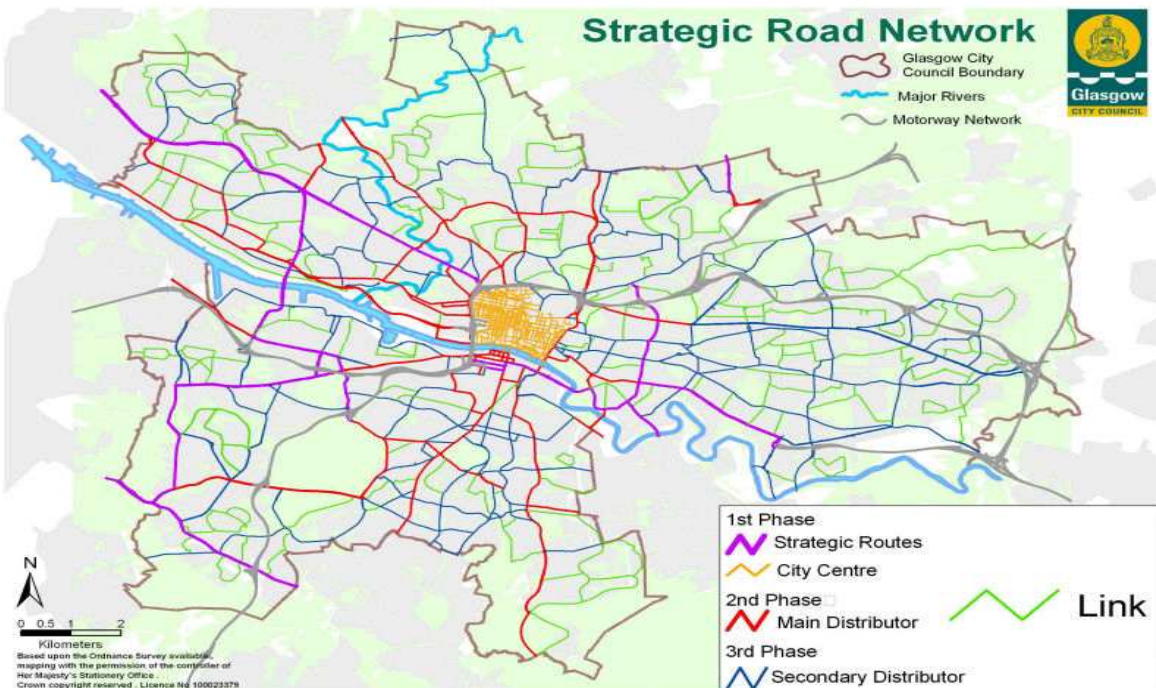 Strategic Road Network
Glasgow City
Council Boundary
Major Rivers
Motorway Network
Glasgow
CITY COUNCIL
N
0 0.5 1 2
Kilometers
Based upon the Ordnance Survey available,
mapping with the permission of the controller of
Her Majesty's Stationery Office .
Crown copyright reserved . Licence No 100023379
1st Phase
Strategic Routes
City Centre
2nd Phase
Main Distributor
3rd Phase
Secondary Distributor
Link